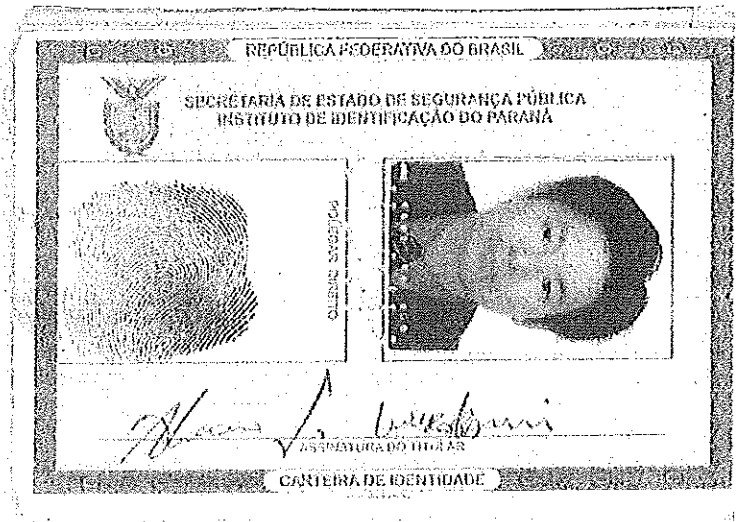 REPÚBLICA FEDERATIVA DO BRASIL
SECRETARIA DE ESTADO DE SEGURANÇA PÚBLICA
INSTITUTO DE IDENTIFICAÇÃO DO PARANÁ
POLEGAR DIREITO
ASSINATURA DO TITULAR
CARTEIRA DE IDENTIDADE